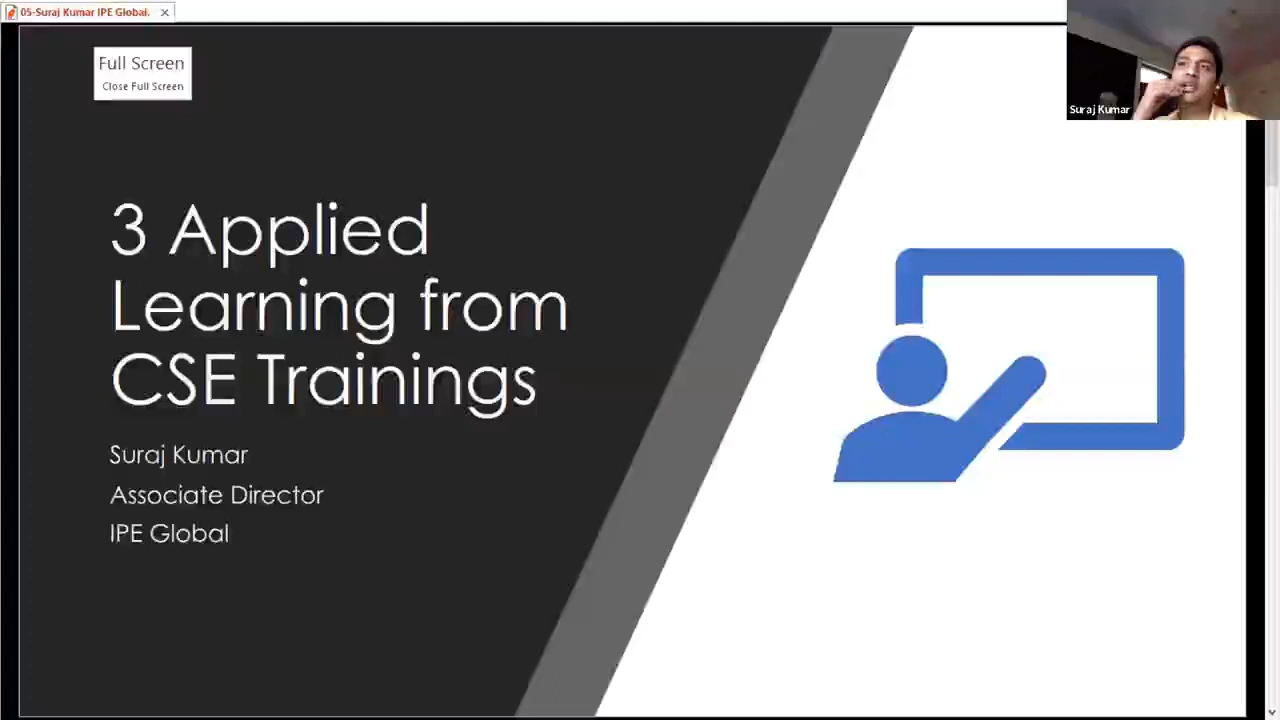 05-Suraj Kumar IPE Global.
Full Screen
Close Full Screen
Suraj Kumar
3 Applied
Learning from
CSE Trainings
Suraj Kumar
Associate Director
IPE Global